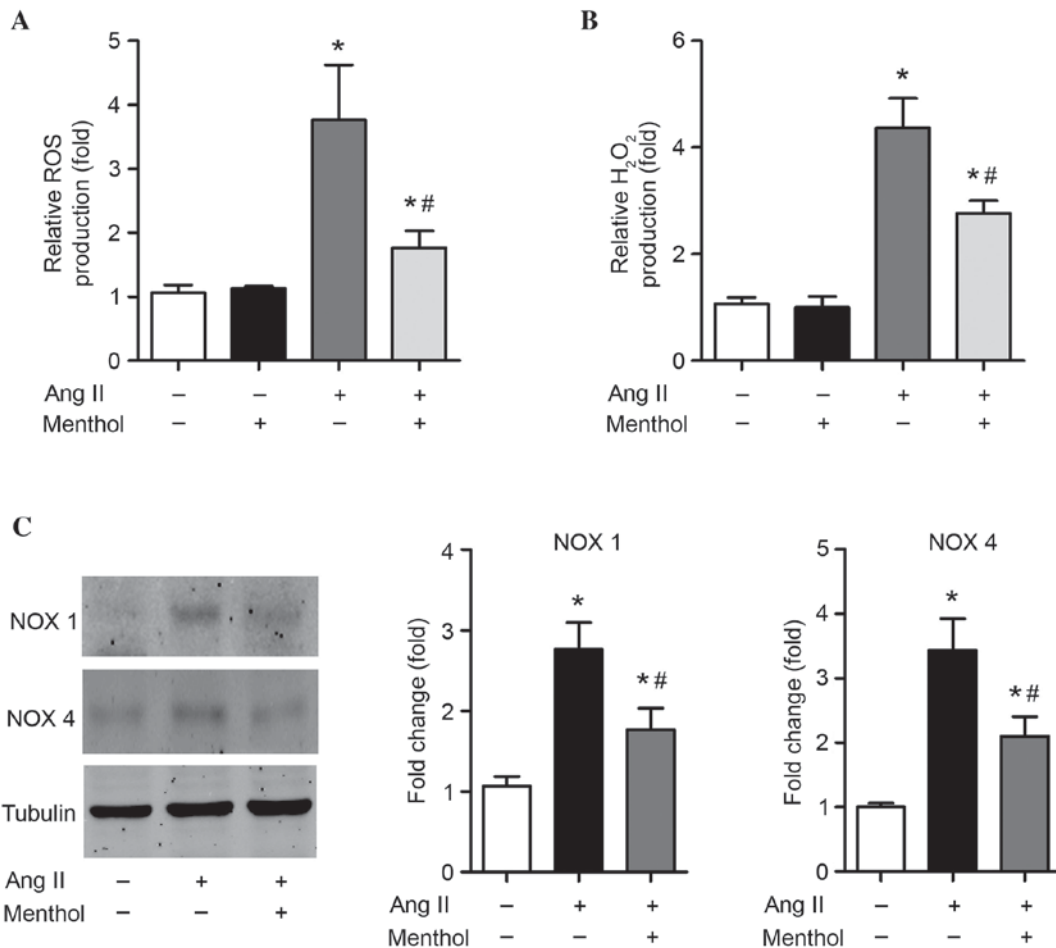 A
Relative ROS
production (fold)
5
4
3
2
1
0
*
* #
Ang II – – + +
Menthol – + – +
B
Relative H₂O₂
production (fold)
6
4
2
0
*
* #
Ang II – – + +
Menthol – + – +
C
NOX 1
NOX 4
Tubulin
Ang II – + +
Menthol – – +
NOX 1
Fold change (fold)
4
3
2
1
0
*
* #
Ang II – + +
Menthol – – +
NOX 4
Fold change (fold)
5
4
3
2
1
0
*
* #
Ang II – + +
Menthol – – +